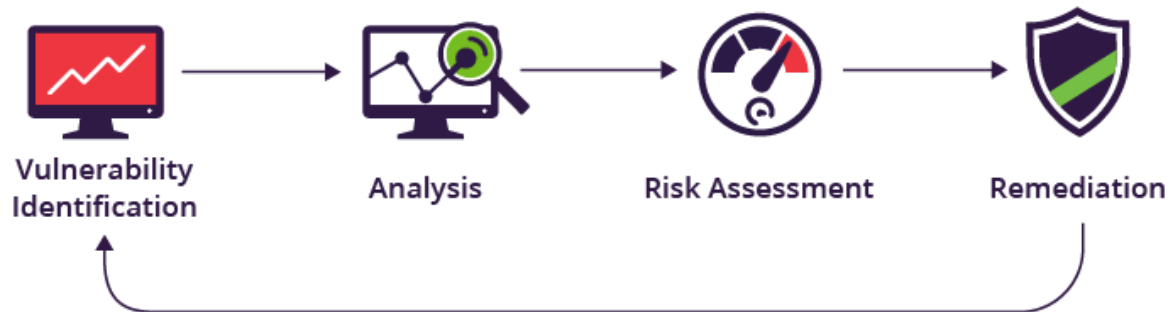 Vulnerability
Identification
Analysis
Risk Assessment
Remediation